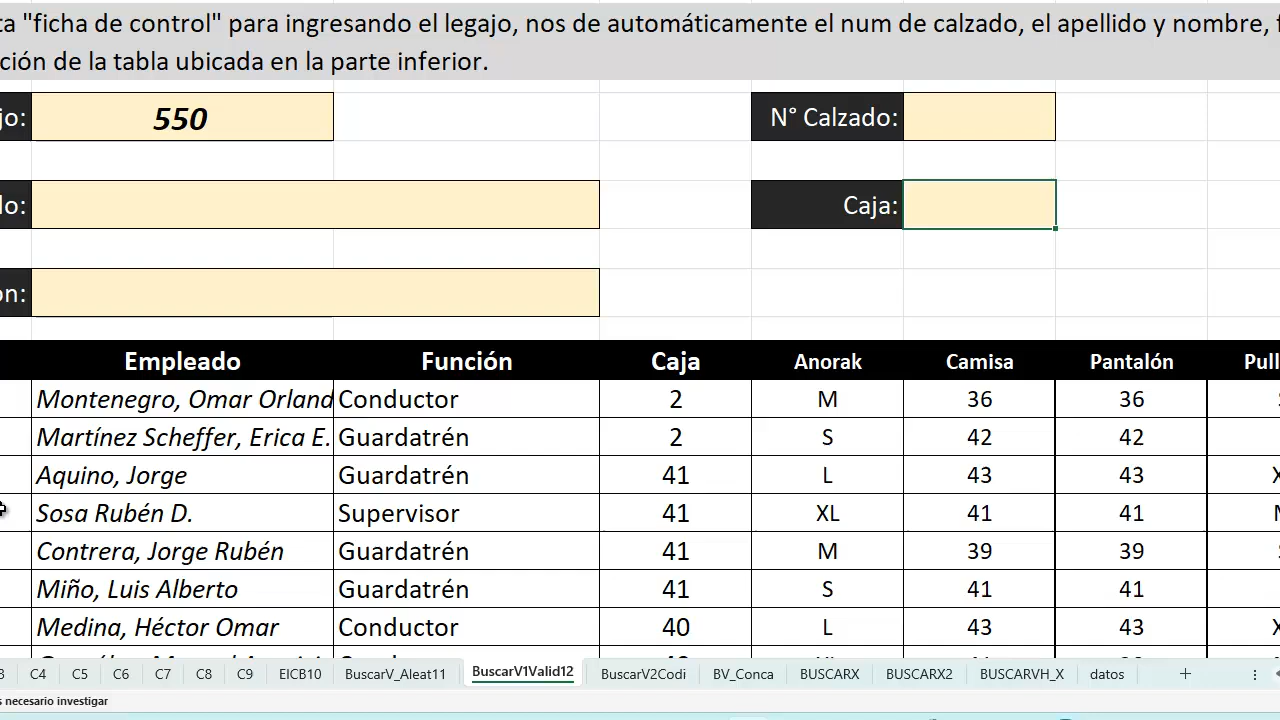 ta "ficha de control" para ingresando el legajo, nos de automáticamente el num de calzado, el apellido y nombre, f
ción de la tabla ubicada en la parte inferior.
jo: 550 N° Calzado:
lo: Caja:
on:
Empleado Función Caja Anorak Camisa Pantalón Pull
Montenegro, Omar Orland Conductor 2 M 36 36
Martínez Scheffer, Erica E. Guardatrén 2 S 42 42
Aquino, Jorge Guardatrén 41 L 43 43 X
Sosa Rubén D. Supervisor 41 XL 41 41
Contrera, Jorge Rubén Guardatrén 41 M 39 39
Miño, Luis Alberto Guardatrén 41 S 41 41
Medina, Héctor Omar Conductor 40 L 43 43 X
3 C4 C5 C6 C7 C8 C9 EICB10 BuscarV_Aleat11 BuscarV1Valid12 BuscarV2Codi BV_Conca BUSCARX BUSCARX2 BUSCARVH_X datos
s necesario investigar